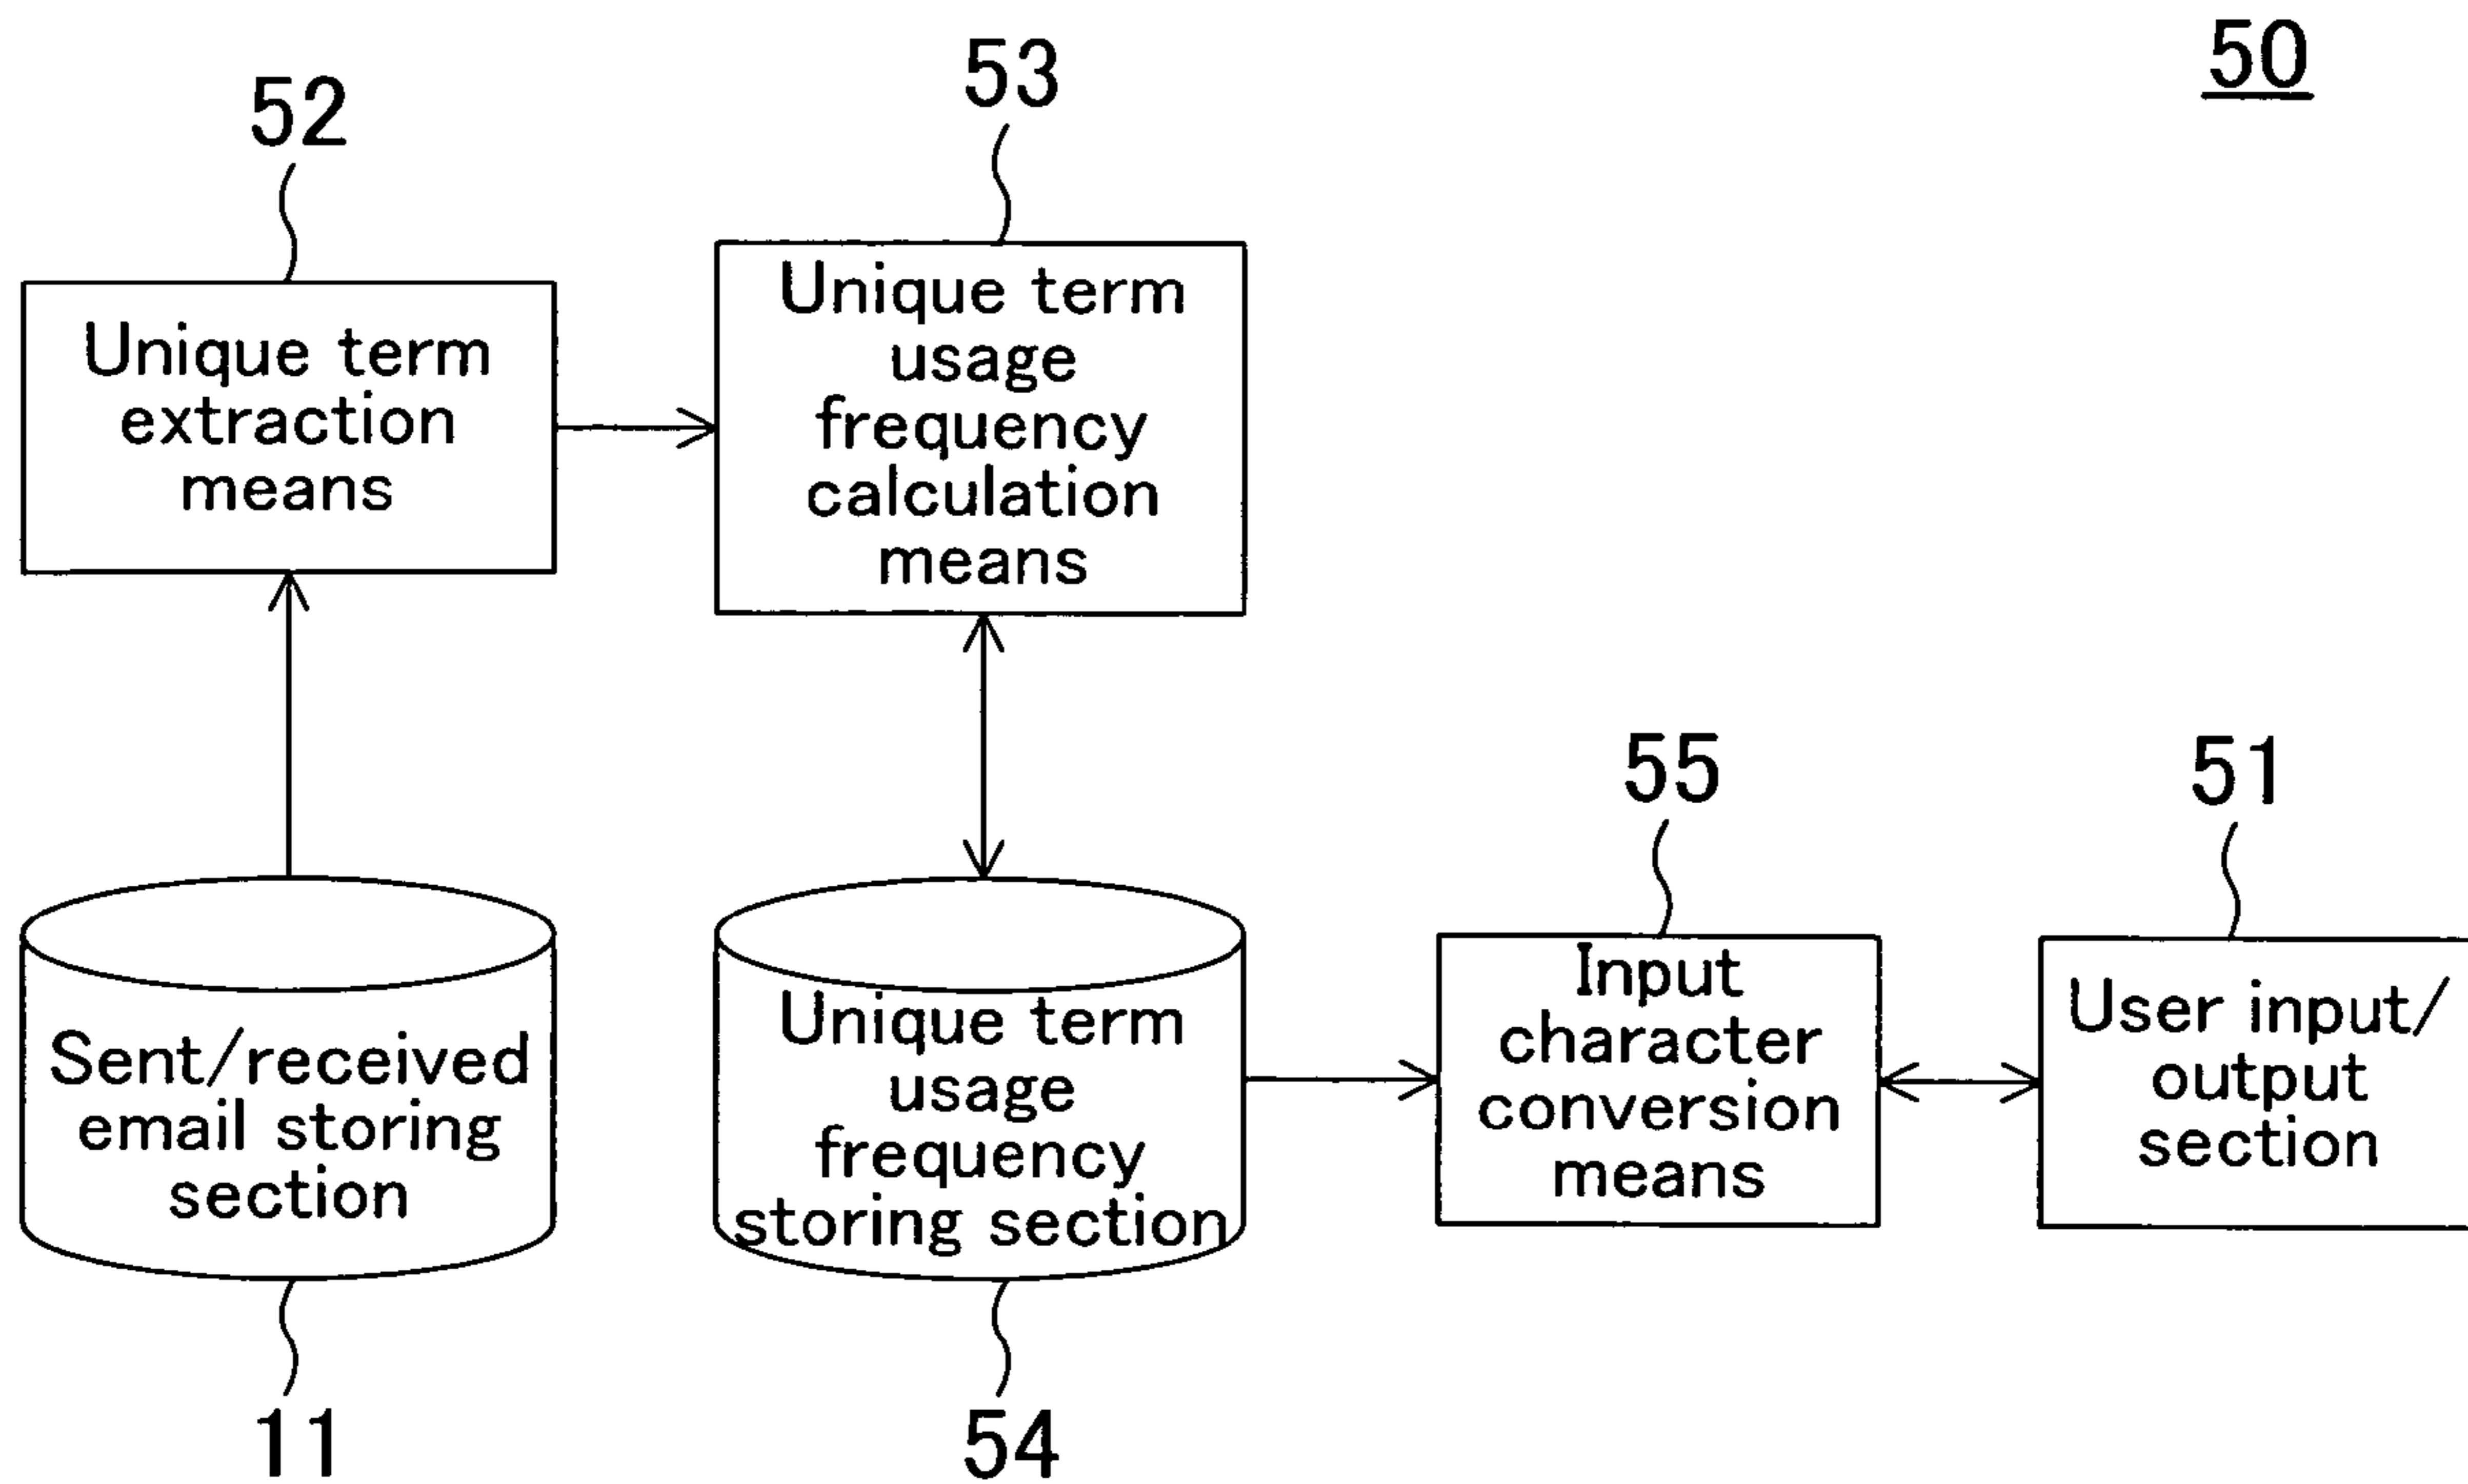 50
52
Unique term
extraction
means
53
Unique term
usage
frequency
calculation
means
Sent/received
email storing
section
11
Unique term
usage
frequency
storing section
54
55
Input
character
conversion
means
51
User input/
output
section